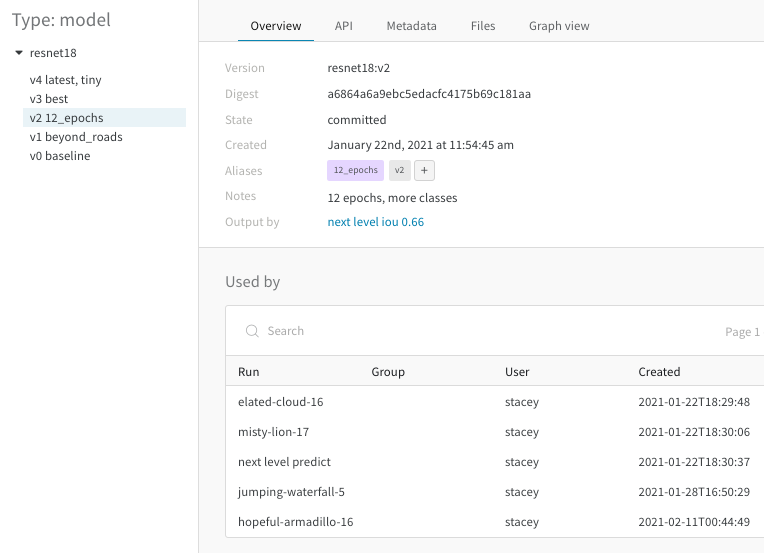 Type: model
resnet18
v4 latest, tiny
v3 best
v2 12_epochs
v1 beyond_roads
v0 baseline
Overview API Metadata Files Graph view
Version resnet18:v2
Digest a6864a6a9ebc5edacfc4175b69c181aa
State committed
Created January 22nd, 2021 at 11:54:45 am
Aliases 12_epochs v2 +
Notes 12 epochs, more classes
Output by next level iou 0.66
Used by
Search Page 1
Run Group User Created
elated-cloud-16 stacey 2021-01-22T18:29:48
misty-lion-17 stacey 2021-01-22T18:30:06
next level predict stacey 2021-01-22T18:30:37
jumping-waterfall-5 stacey 2021-01-28T16:50:29
hopeful-armadillo-16 stacey 2021-02-11T00:44:49